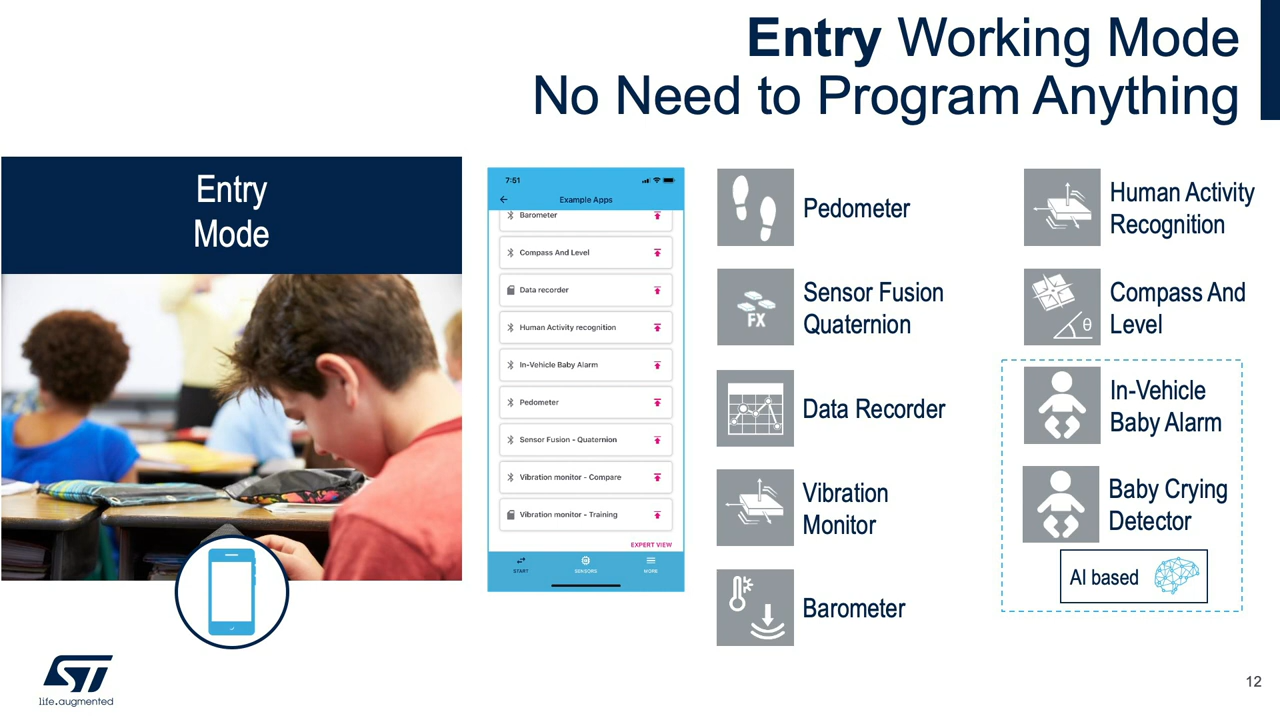 Entry Working Mode
No Need to Program Anything
Entry
Mode
7:51
Example Apps
Barometer
Compass And Level
Data recorder
Human Activity recognition
In-Vehicle Baby Alarm
Pedometer
Sensor Fusion - Quaternion
Vibration monitor - Compare
Vibration monitor - Training
EXPERT VIEW
START
SENSORS
MORE
Pedometer
Sensor Fusion
Quaternion
FX
Data Recorder
Vibration
Monitor
Barometer
Human Activity
Recognition
Compass And
Level
θ
In-Vehicle
Baby Alarm
Baby Crying
Detector
AI based
ST
life.augmented
12